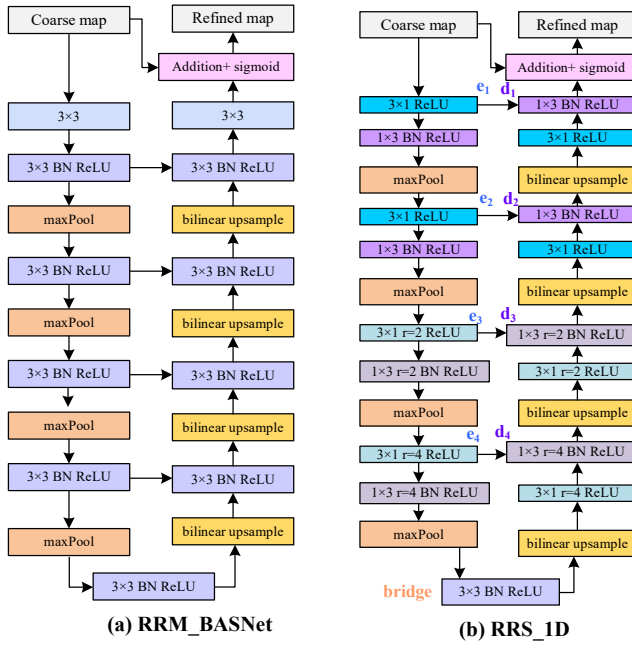 Coarse map
Refined map
Addition+ sigmoid
3×3
3×3
3×3 BN ReLU
3×3 BN ReLU
maxPool
bilinear upsample
3×3 BN ReLU
3×3 BN ReLU
maxPool
bilinear upsample
3×3 BN ReLU
3×3 BN ReLU
maxPool
bilinear upsample
3×3 BN ReLU
3×3 BN ReLU
maxPool
bilinear upsample
3×3 BN ReLU
(a) RRM_BASNet
Coarse map
Refined map
Addition+ sigmoid
e1
d1
3×1 ReLU
1×3 BN ReLU
1×3 BN ReLU
3×1 ReLU
maxPool
bilinear upsample
e2
d2
3×1 ReLU
1×3 BN ReLU
1×3 BN ReLU
3×1 ReLU
maxPool
bilinear upsample
e3
d3
3×1 r=2 ReLU
1×3 r=2 BN ReLU
1×3 r=2 BN ReLU
3×1 r=2 ReLU
maxPool
bilinear upsample
e4
d4
3×1 r=4 ReLU
1×3 r=4 BN ReLU
1×3 r=4 BN ReLU
3×1 r=4 ReLU
maxPool
bilinear upsample
bridge
3×3 BN ReLU
(b) RRS_1D